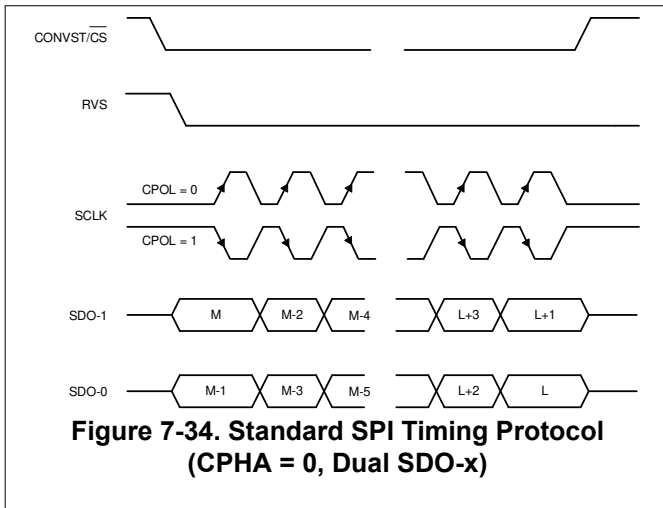 CONVST/CS
RVS
CPOL = 0
SCLK
CPOL = 1
SDO-1 M M-2 M-4 L+3 L+1
SDO-0 M-1 M-3 M-5 L+2 L
Figure 7-34. Standard SPI Timing Protocol
(CPHA = 0, Dual SDO-x)